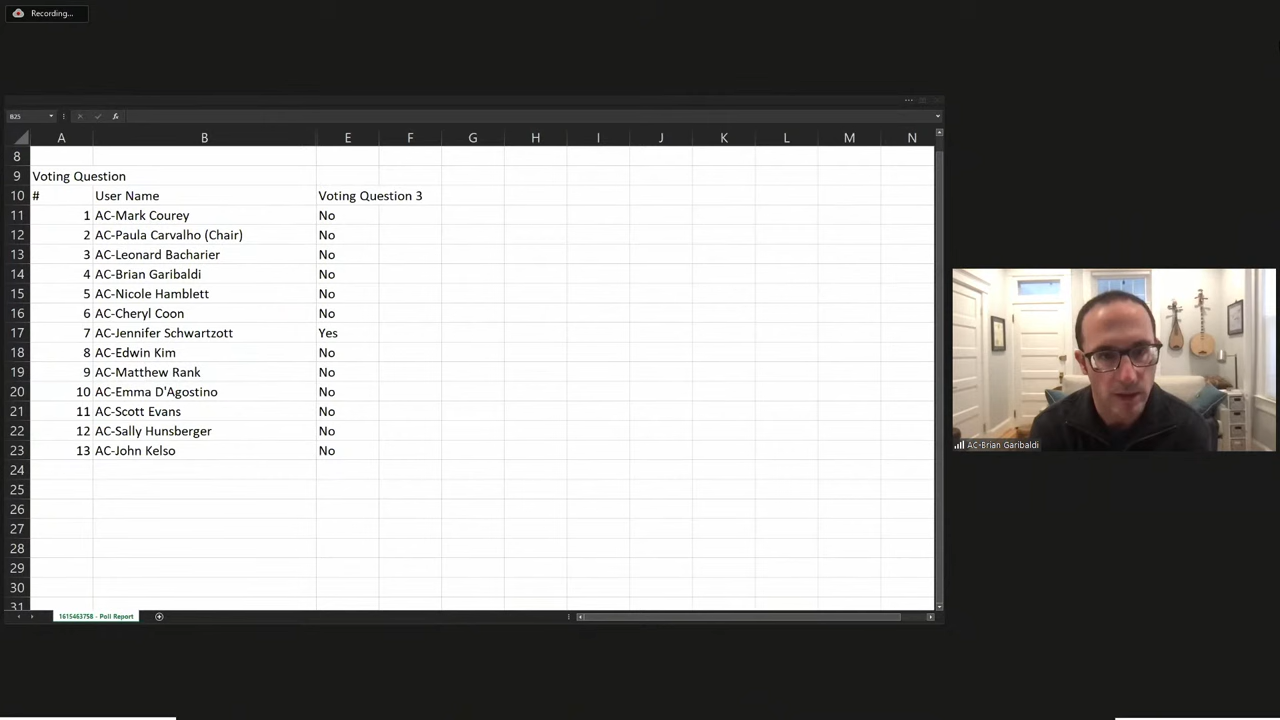 Recording...
B25
fx
A B E F G H I J K L M N
8
9 Voting Question
10 # User Name Voting Question 3
11 1 AC-Mark Courey No
12 2 AC-Paula Carvalho (Chair) No
13 3 AC-Leonard Bacharier No
14 4 AC-Brian Garibaldi No
15 5 AC-Nicole Hamblett No
16 6 AC-Cheryl Coon No
17 7 AC-Jennifer Schwartzott Yes
18 8 AC-Edwin Kim No
19 9 AC-Matthew Rank No
20 10 AC-Emma D'Agostino No
21 11 AC-Scott Evans No
22 12 AC-Sally Hunsberger No
23 13 AC-John Kelso No
24
25
26
27
28
29
30
31
1615463758 - Poll Report
AC-Brian Garibaldi